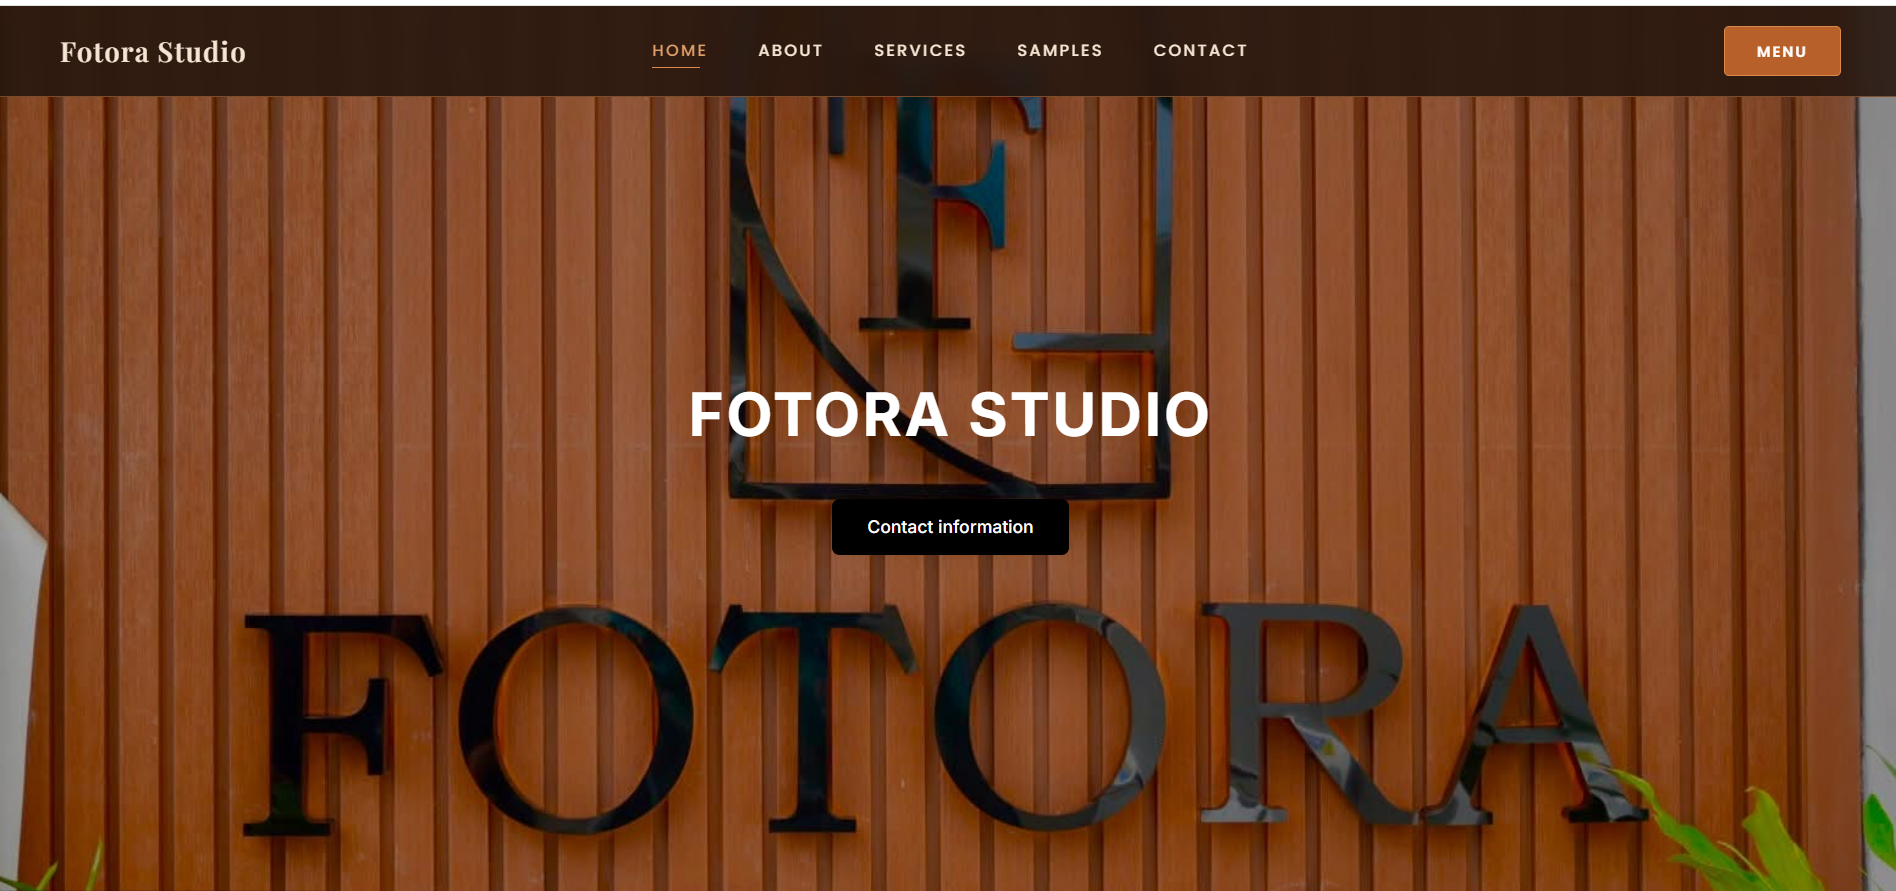 Fotora Studio
HOME ABOUT SERVICES SAMPLES CONTACT
MENU
F
FOTORA STUDIO
Contact information
FOTORA